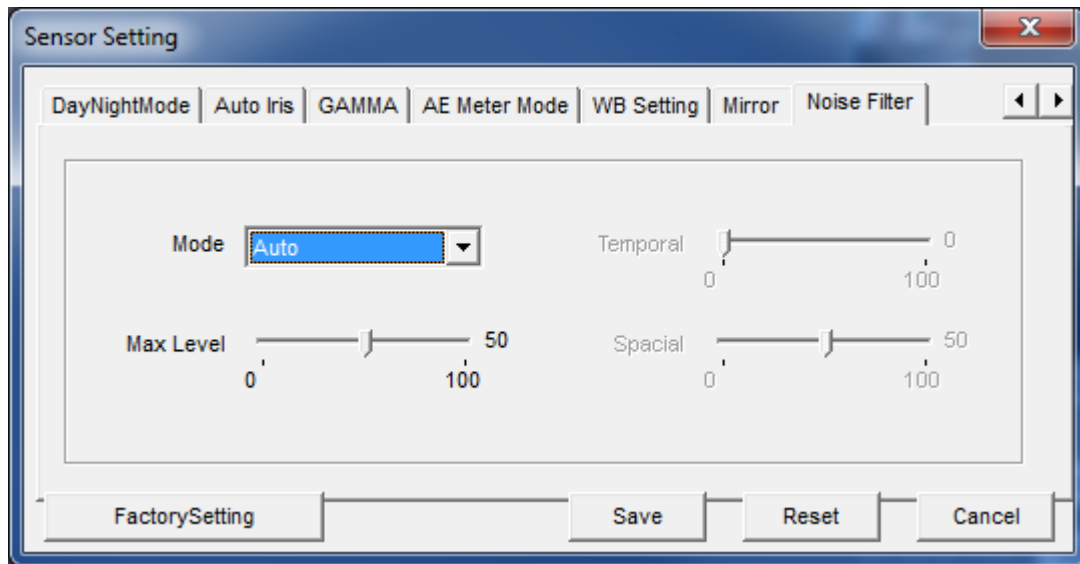 Sensor Setting
DayNightMode Auto Iris GAMMA AE Meter Mode WB Setting Mirror Noise Filter
Mode Auto Temporal 0
0 100
Max Level 50 Spacial 50
0 100 0 100
FactorySetting Save Reset Cancel